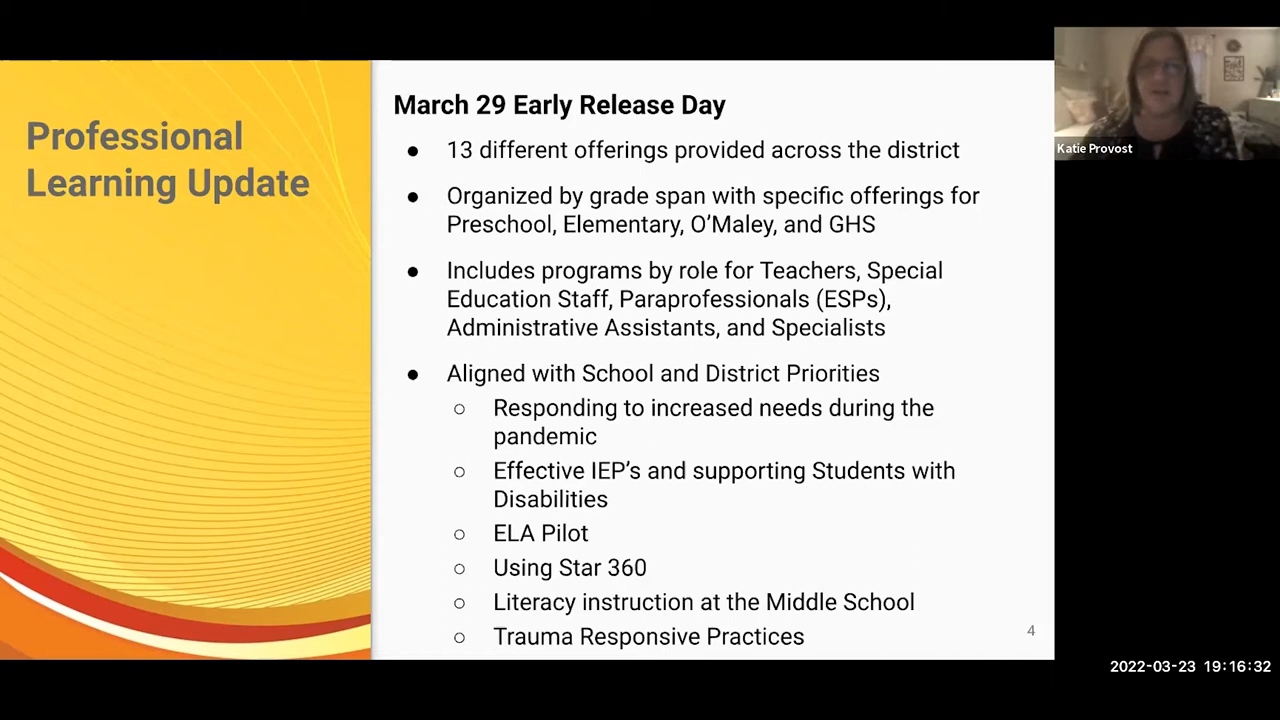 Professional
Learning Update
March 29 Early Release Day
● 13 different offerings provided across the district
● Organized by grade span with specific offerings for
Preschool, Elementary, O’Maley, and GHS
● Includes programs by role for Teachers, Special
Education Staff, Paraprofessionals (ESPs),
Administrative Assistants, and Specialists
● Aligned with School and District Priorities
○ Responding to increased needs during the
pandemic
○ Effective IEP’s and supporting Students with
Disabilities
○ ELA Pilot
○ Using Star 360
○ Literacy instruction at the Middle School
○ Trauma Responsive Practices
4
Katie Provost
2022-03-23 19:16:32